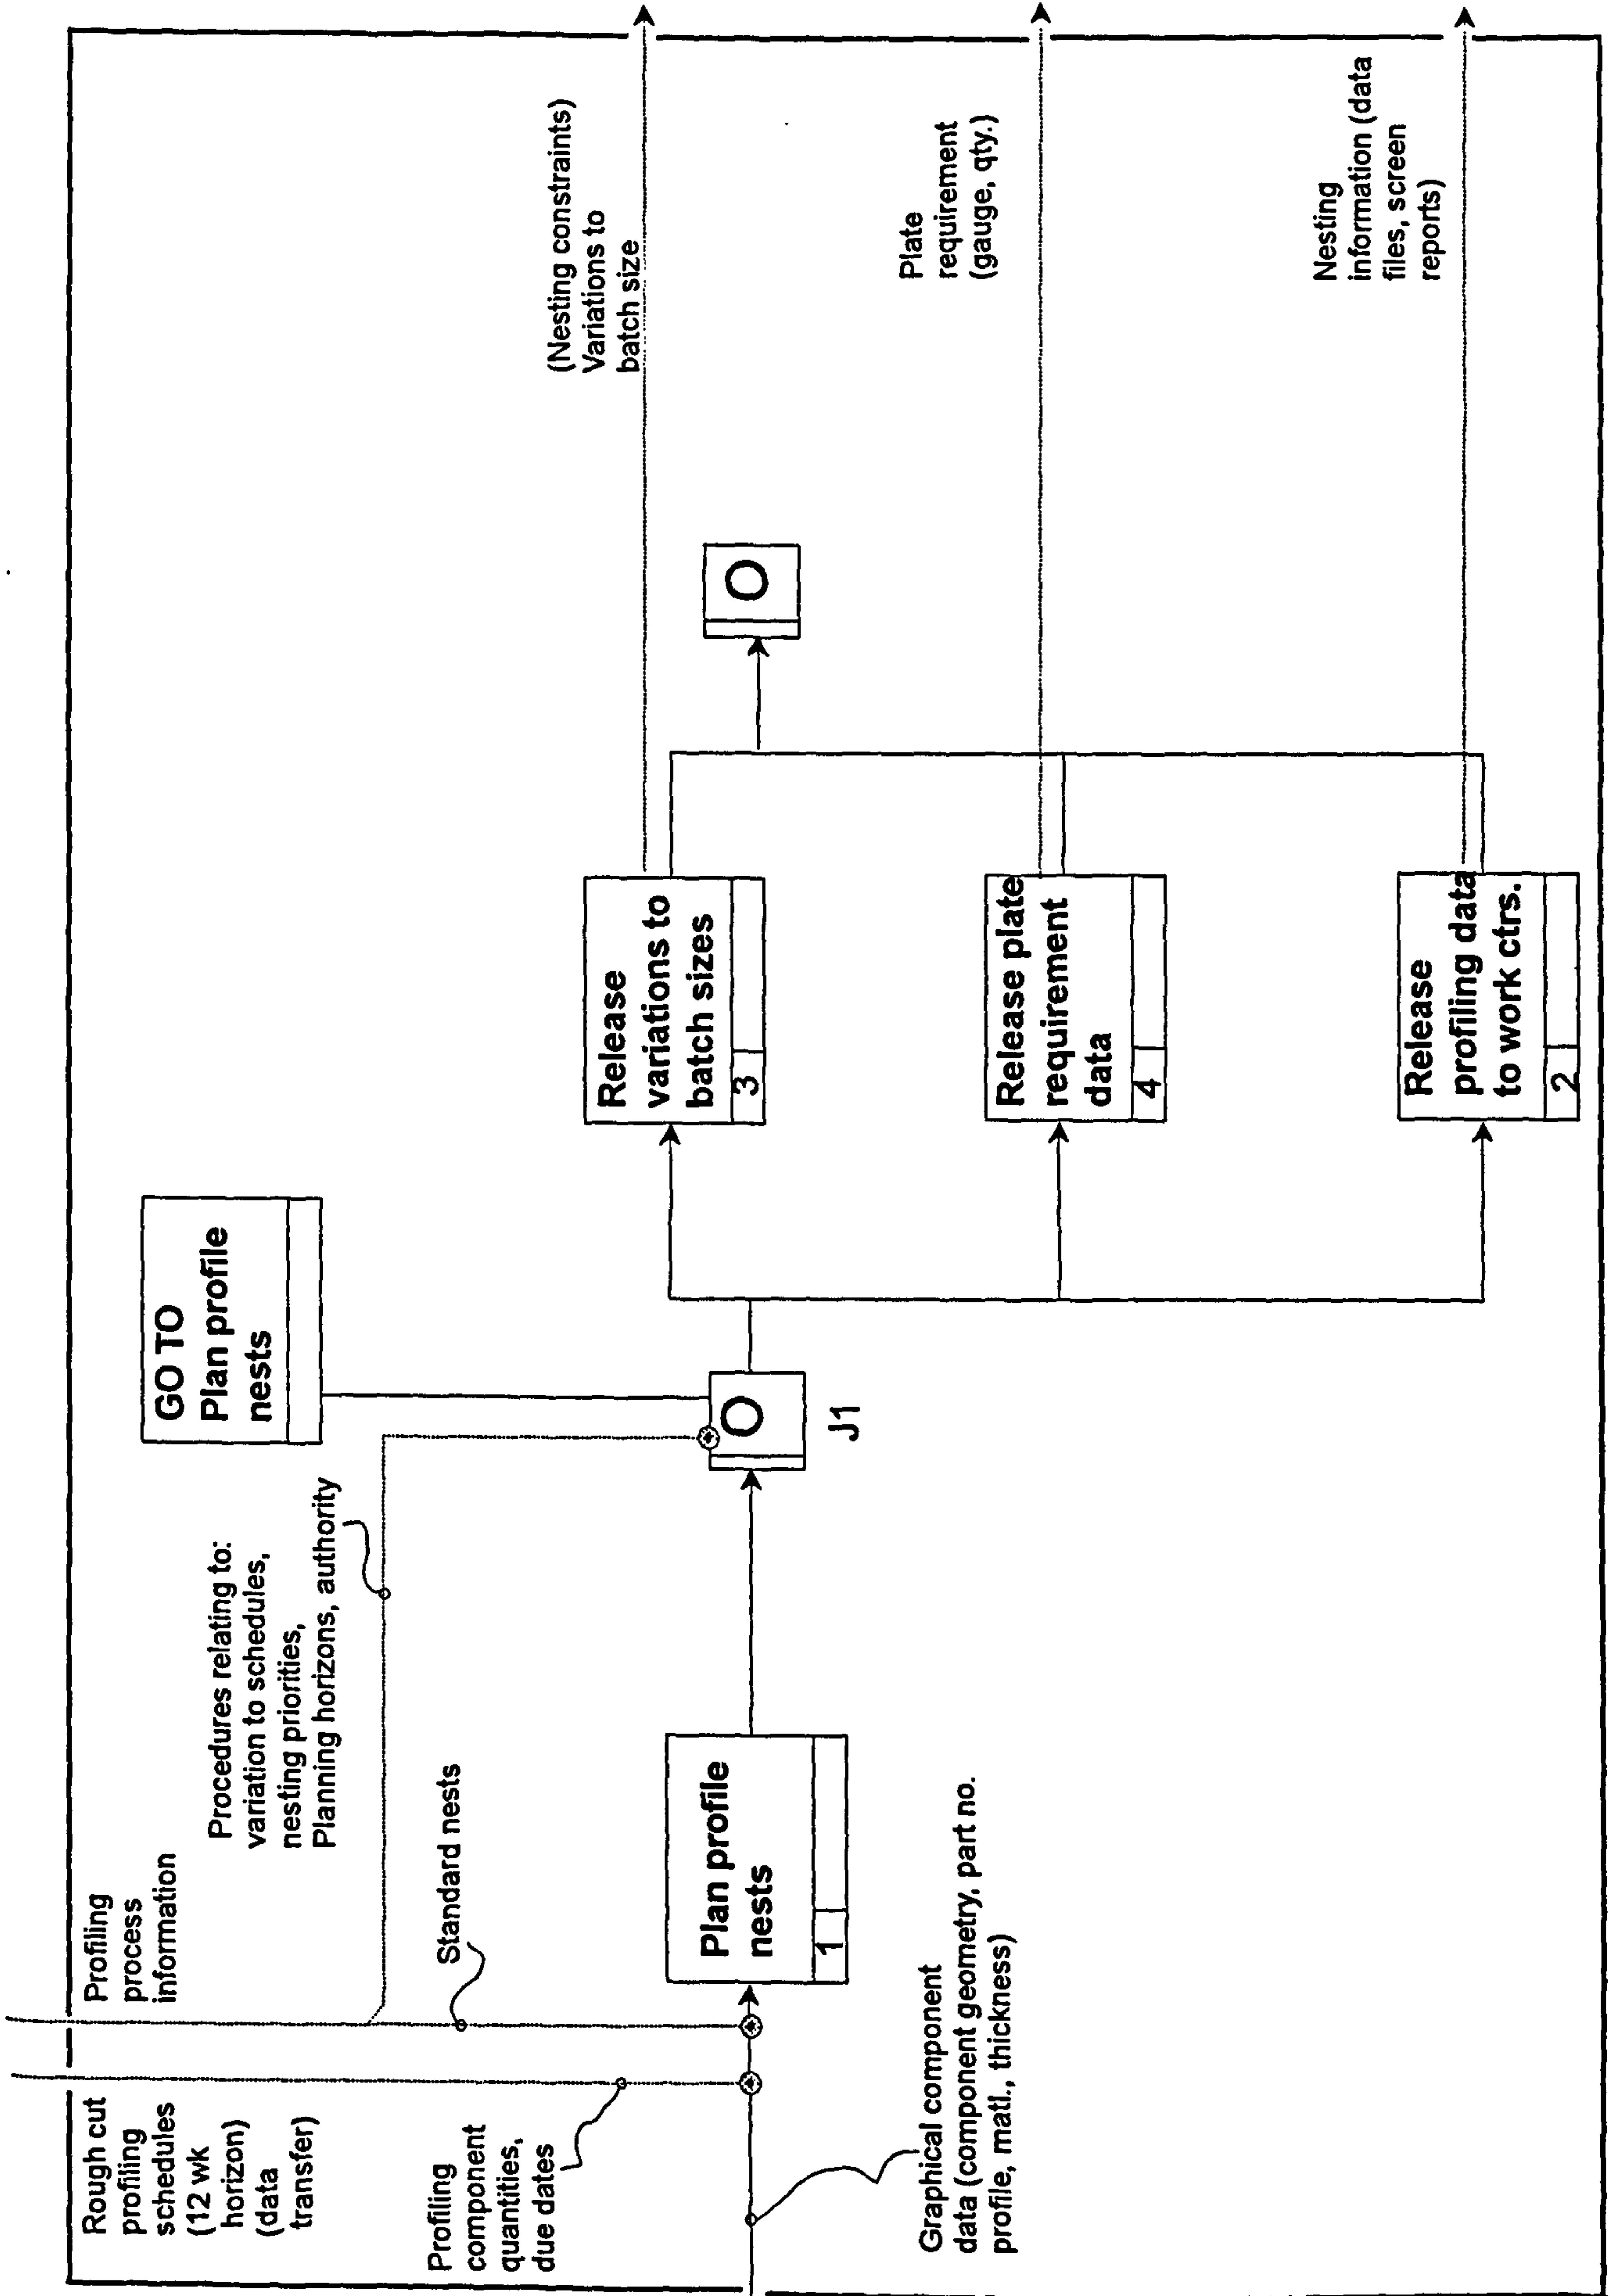 Rough cut
profiling
schedules
(12 wk
horizon)
(data
transfer)
Profiling
process
information
Procedures relating to:
variation to schedules,
nesting priorities,
Planning horizons, authority
GO TO
Plan profile
nests
Profiling
component
quantities,
due dates
Standard nests
(Nesting constraints)
Variations to
batch size
Release
variations to
batch sizes
3
Plan profile
nests
1
O
J1
O
Graphical component
data (component geometry, part no.
profile, matl., thickness)
Plate
requirement
(gauge, qty.)
Release plate
requirement
data
4
Nesting
information (data
files, screen
reports)
Release
profiling data
to work ctrs.
2